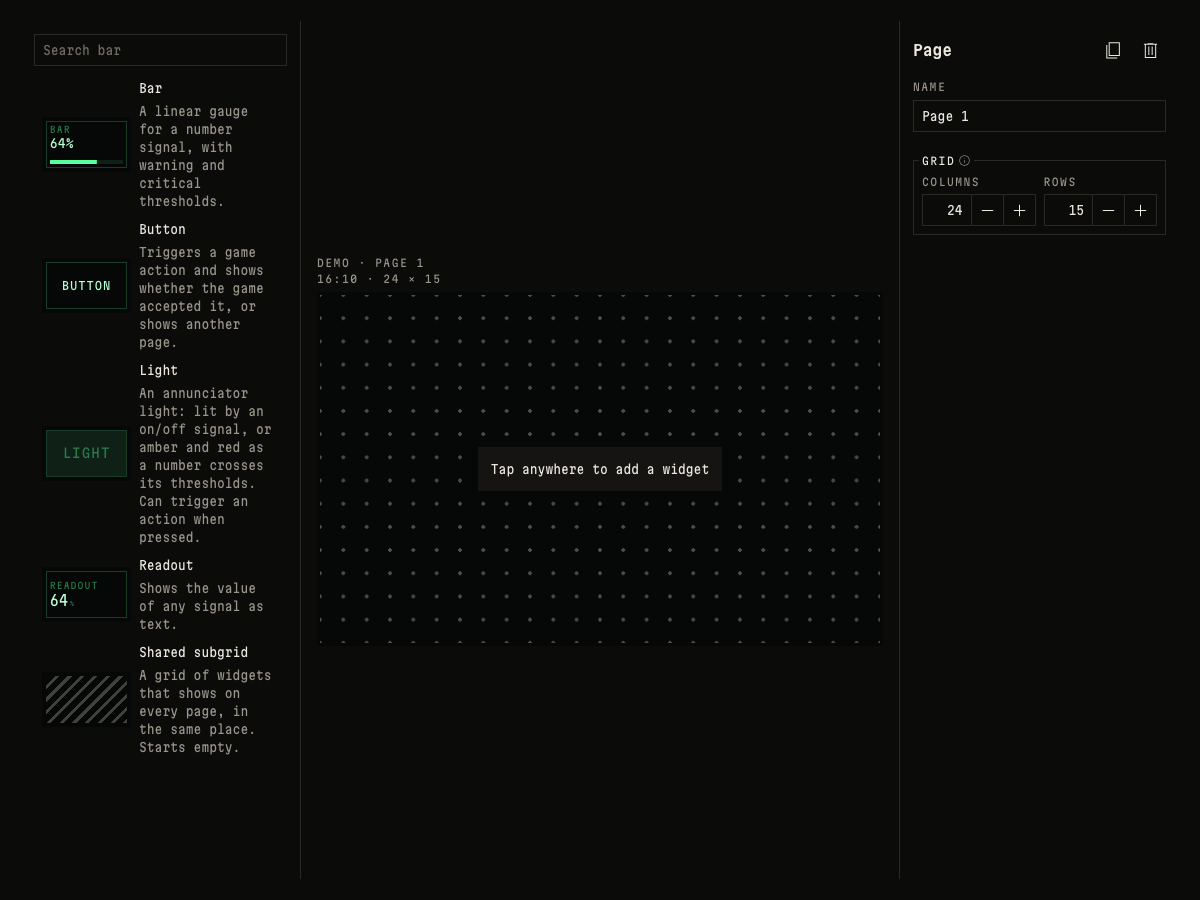 Search bar
BAR
64%
Bar
A linear gauge
for a number
signal, with
warning and
critical
thresholds.
BUTTON
Button
Triggers a game
action and shows
whether the game
accepted it, or
shows another
page.
LIGHT
Light
An annunciator
light: lit by an
on/off signal, or
amber and red as
a number crosses
its thresholds.
Can trigger an
action when
pressed.
READOUT
64%
Readout
Shows the value
of any signal as
text.
Shared subgrid
A grid of widgets
that shows on
every page, in
the same place.
Starts empty.
DEMO · PAGE 1
16:10 · 24 × 15
Tap anywhere to add a widget
Page
NAME
Page 1
GRID
COLUMNS ROWS
24 − + 15 − +